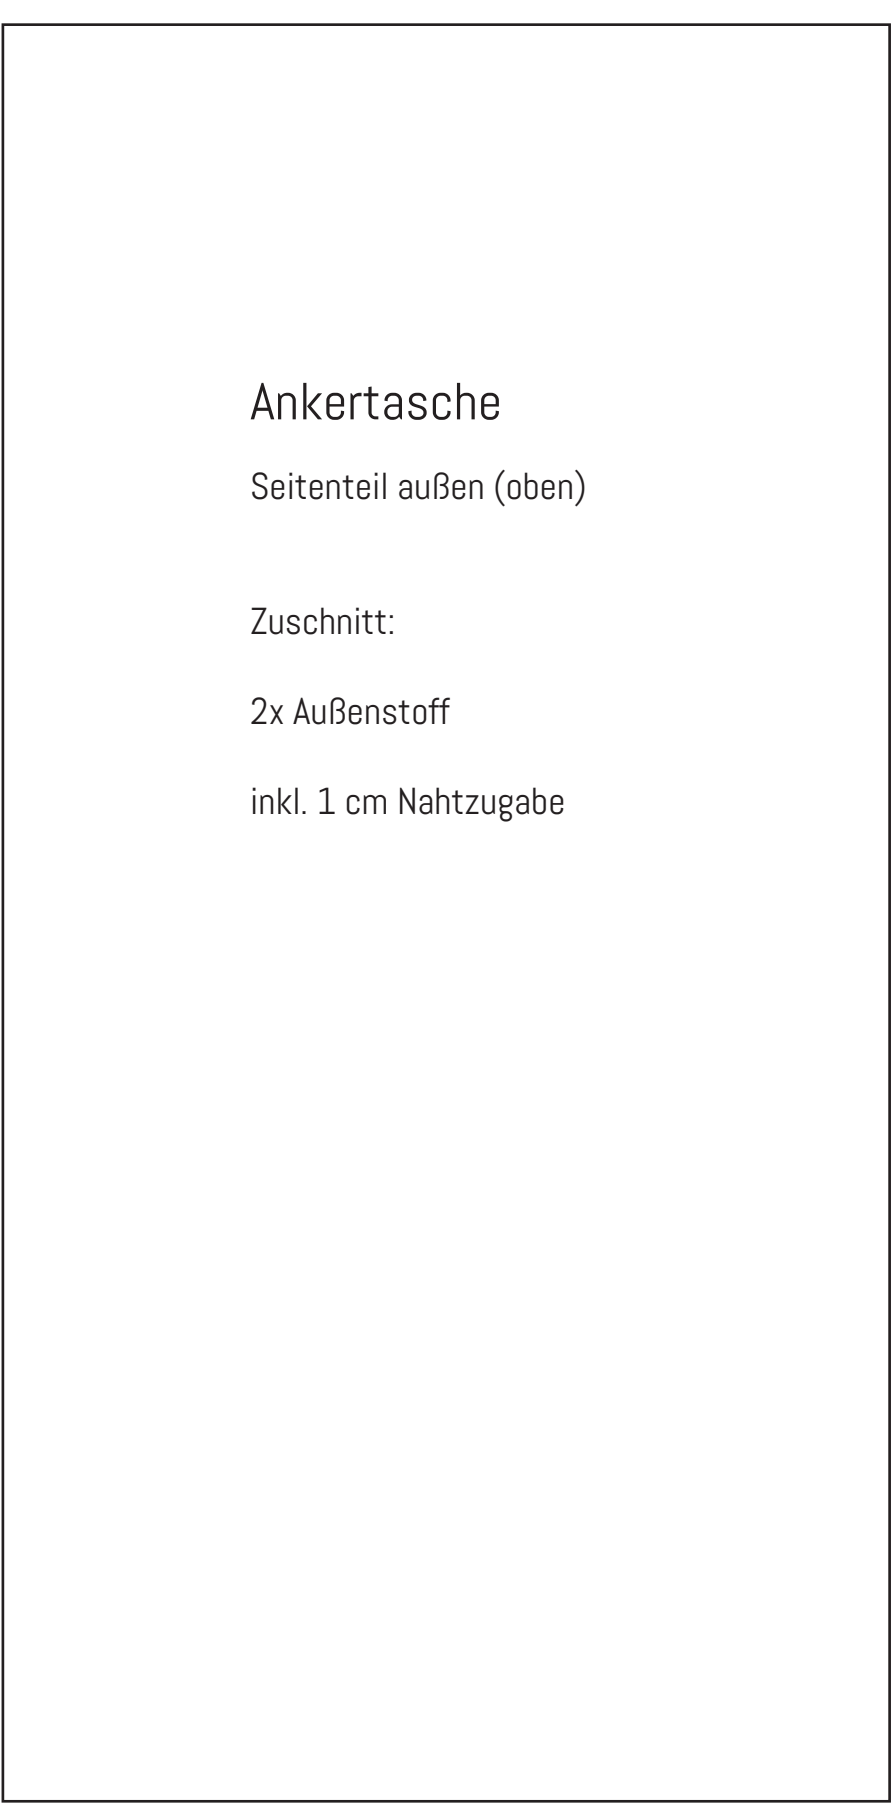 Ankertasche
Seitenteil außen (oben)
Zuschnitt:
2x Außenstoff
inkl. 1 cm Nahtzugabe